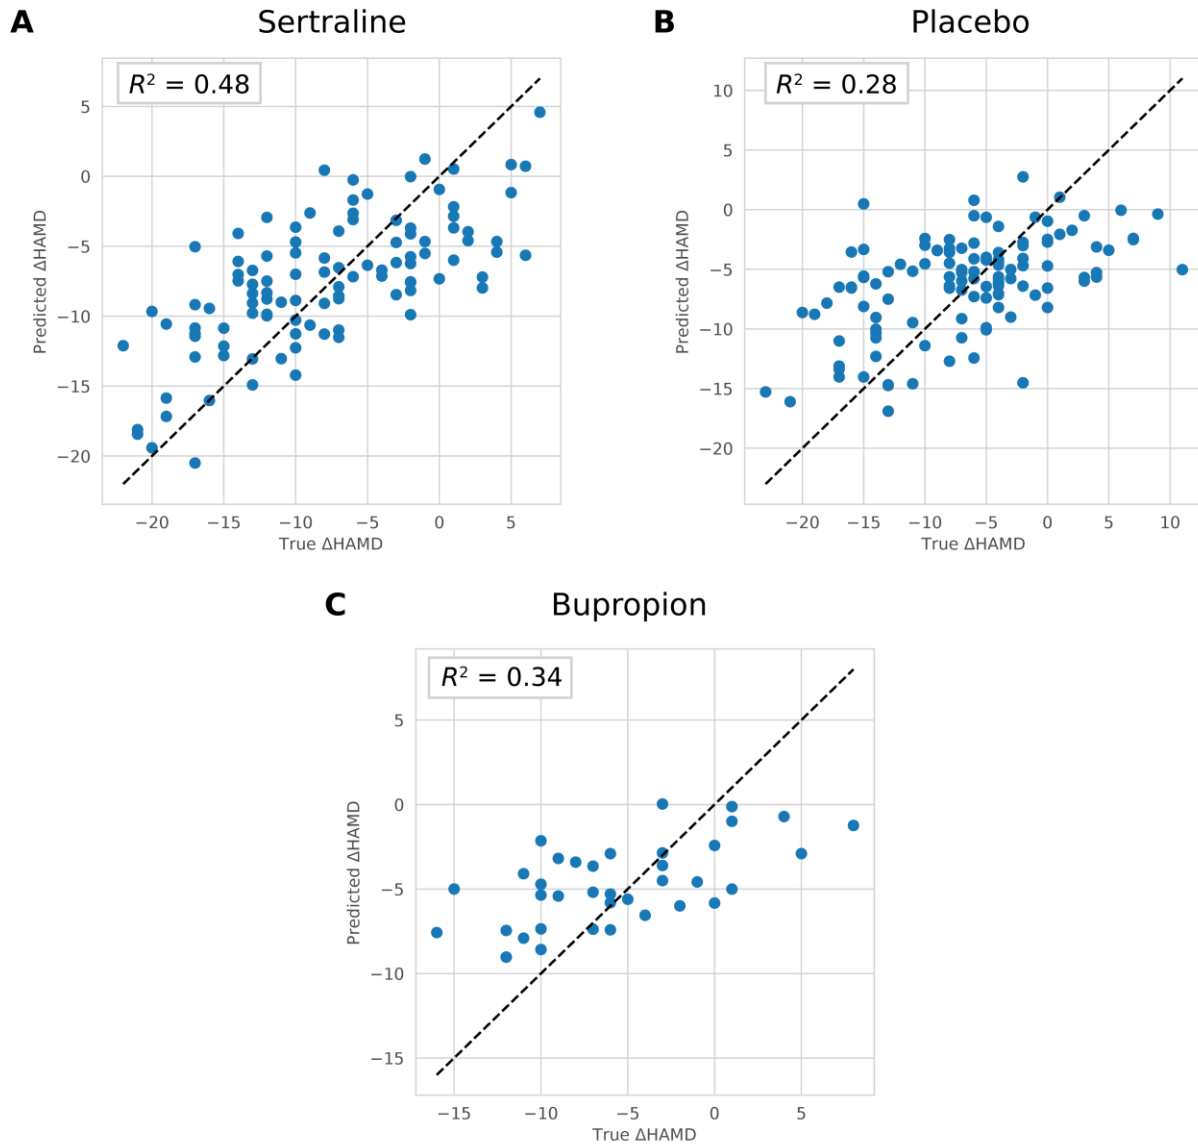 A Sertraline
R² = 0.48
5
0
−5
−10
−15
−20
Predicted ΔHAMD
−20 −15 −10 −5 0 5
True ΔHAMD
B Placebo
R² = 0.28
10
5
0
−5
−10
−15
−20
Predicted ΔHAMD
−20 −15 −10 −5 0 5 10
True ΔHAMD
C Bupropion
R² = 0.34
5
0
−5
−10
−15
Predicted ΔHAMD
−15 −10 −5 0 5
True ΔHAMD